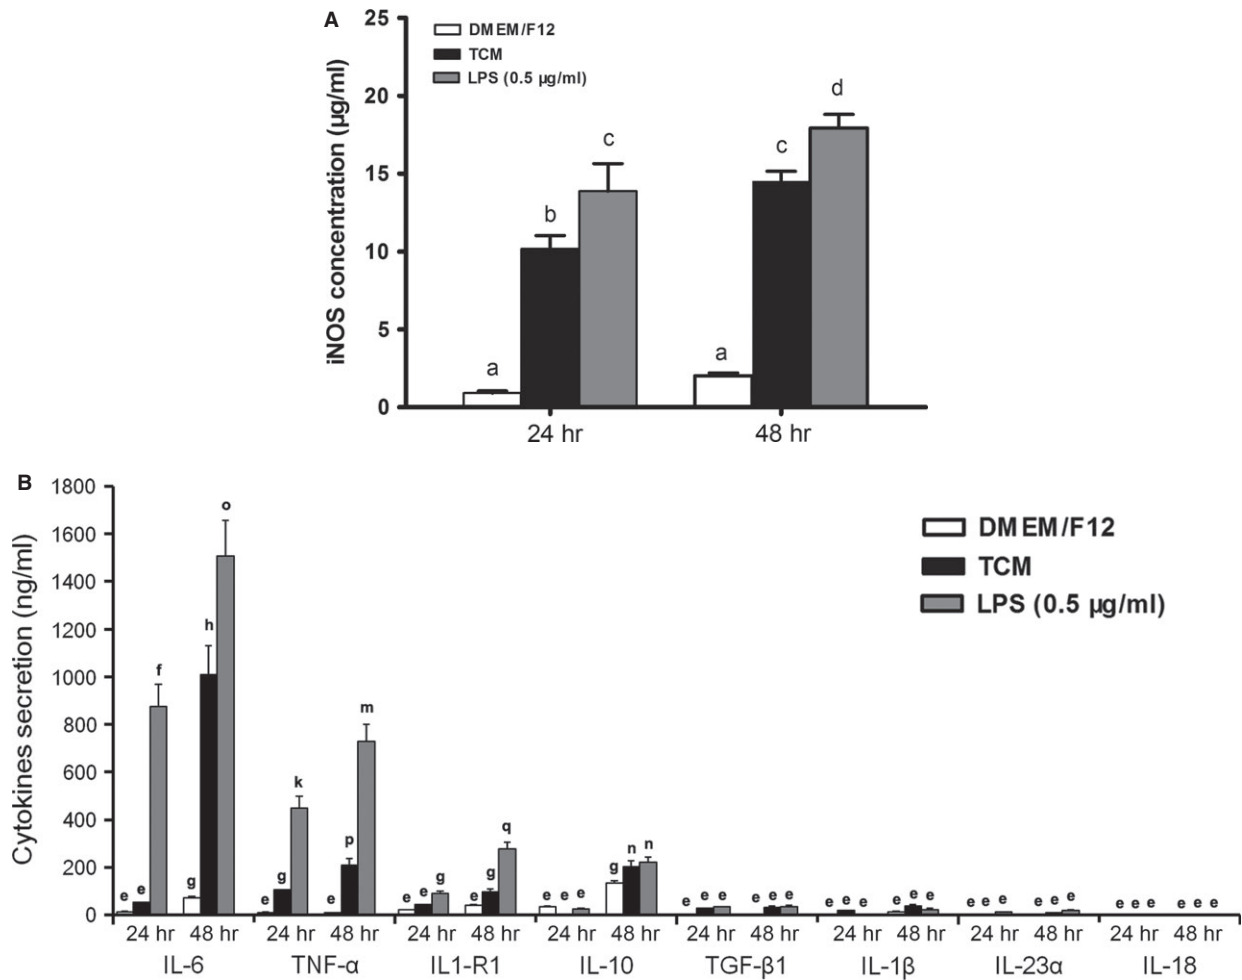 A
25
20
15
10
5
0
iNOS concentration (µg/ml)
DMEM/F12
TCM
LPS (0.5 µg/ml)
a b c a c d
24 hr 48 hr
B
1800
1600
1400
1200
1000
800
600
400
200
0
Cytokines secretion (ng/ml)
DMEM/F12
TCM
LPS (0.5 µg/ml)
e e f g h o e g k e p m e e g e g q e e e g n n e e e e e e e e e e e e e e e e e e e e e e e
24 hr 48 hr 24 hr 48 hr 24 hr 48 hr 24 hr 48 hr 24 hr 48 hr 24 hr 48 hr 24 hr 48 hr 24 hr 48 hr
IL-6 TNF-α IL1-R1 IL-10 TGF-β1 IL-1β IL-23α IL-18